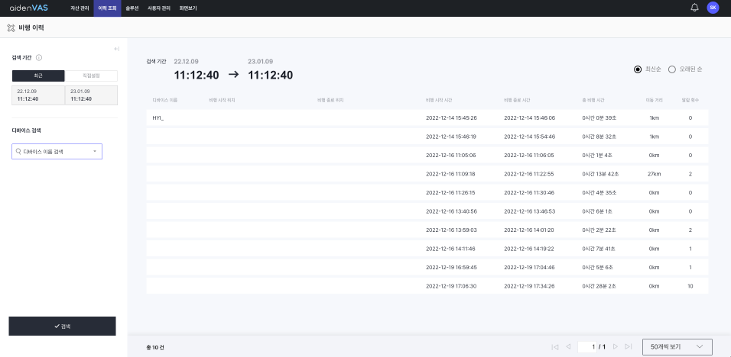 aidenVAS 자산 관리 이력 조회 솔루션 사용자 관리 화면보기 BK
비행 이력
검색 기간
최근 직접설정
22.12.09 23.01.09
11:12:40 11:12:40
디바이스 검색
디바이스 이름 검색
검색
검색 기간 22.12.09 23.01.09
11:12:40 → 11:12:40
최신순 오래된 순
디바이스 이름 비행 시작 위치 비행 종료 위치 비행 시작 시간 비행 종료 시간 총 비행 시간 이동 거리 알림 횟수
HY1_ 2022-12-14 15:45:26 2022-12-14 15:46:06 0시간 0분 39초 1km 0
2022-12-14 15:46:19 2022-12-14 15:54:46 0시간 8분 32초 1km 0
2022-12-16 11:05:06 2022-12-16 11:06:05 0시간 1분 4초 0km 0
2022-12-16 11:09:18 2022-12-16 11:22:55 0시간 13분 42초 27km 2
2022-12-16 11:26:15 2022-12-16 11:30:46 0시간 4분 35초 0km 0
2022-12-16 13:40:56 2022-12-16 13:46:53 0시간 6분 1초 0km 0
2022-12-16 13:59:03 2022-12-16 14:01:20 0시간 2분 22초 0km 2
2022-12-16 14:11:46 2022-12-16 14:19:22 0시간 7분 41초 0km 1
2022-12-19 16:59:45 2022-12-19 17:04:46 0시간 5분 6초 0km 1
2022-12-19 17:06:30 2022-12-19 17:34:26 0시간 28분 2초 0km 10
총 10 건 1 / 1 50개씩 보기